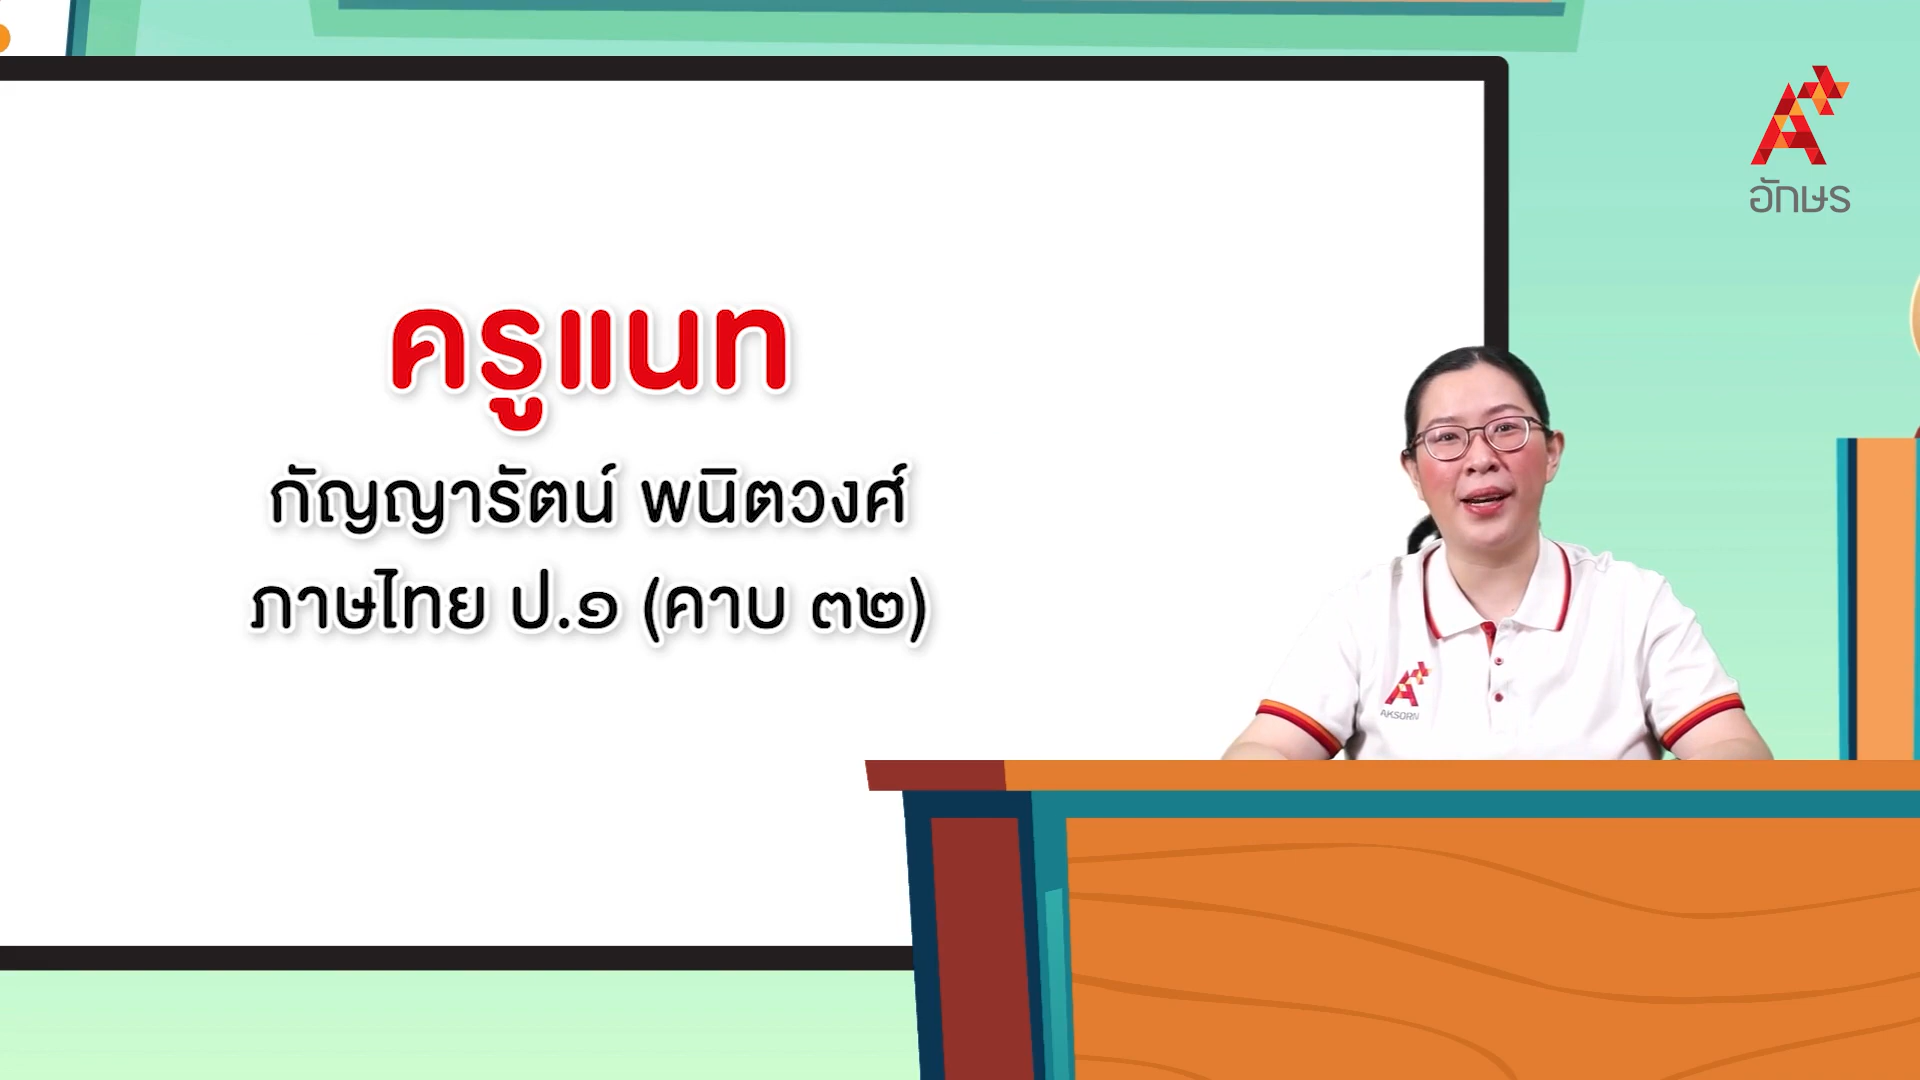 ครูแนท
กัญญารัตน์ พนิตวงศ์
ภาษไทย ป.๑ (คาบ ๓๒)
อักษร
AKSORN